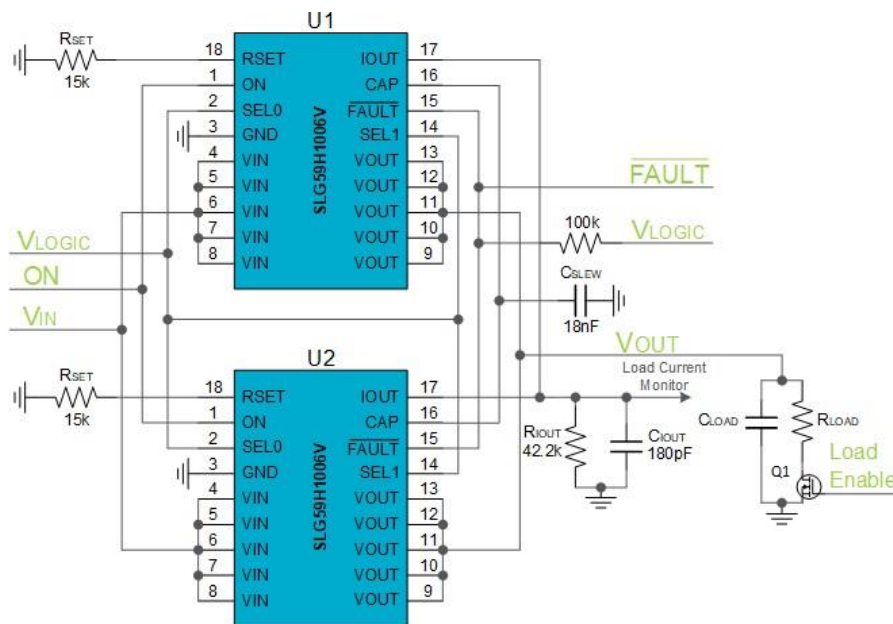 U1
RSET
15k
18 RSET IOUT 17
1 ON CAP 16
2 SEL0 FAULT 15
3 GND SEL1 14
4 VIN VOUT 13
5 VIN VOUT 12
6 VIN VOUT 11
7 VIN VOUT 10
8 VIN VOUT 9
SLG59H1006V
FAULT
100k
VLOGIC
VLOGIC
ON
VIN
CSLEW
18nF
VOUT
Load Current
Monitor
U2
RSET
15k
18 RSET IOUT 17
1 ON CAP 16
2 SEL0 FAULT 15
3 GND SEL1 14
4 VIN VOUT 13
5 VIN VOUT 12
6 VIN VOUT 11
7 VIN VOUT 10
8 VIN VOUT 9
SLG59H1006V
RIOUT
42.2k
CIOUT
180pF
CLOAD
RLOAD
Q1
Load
Enable